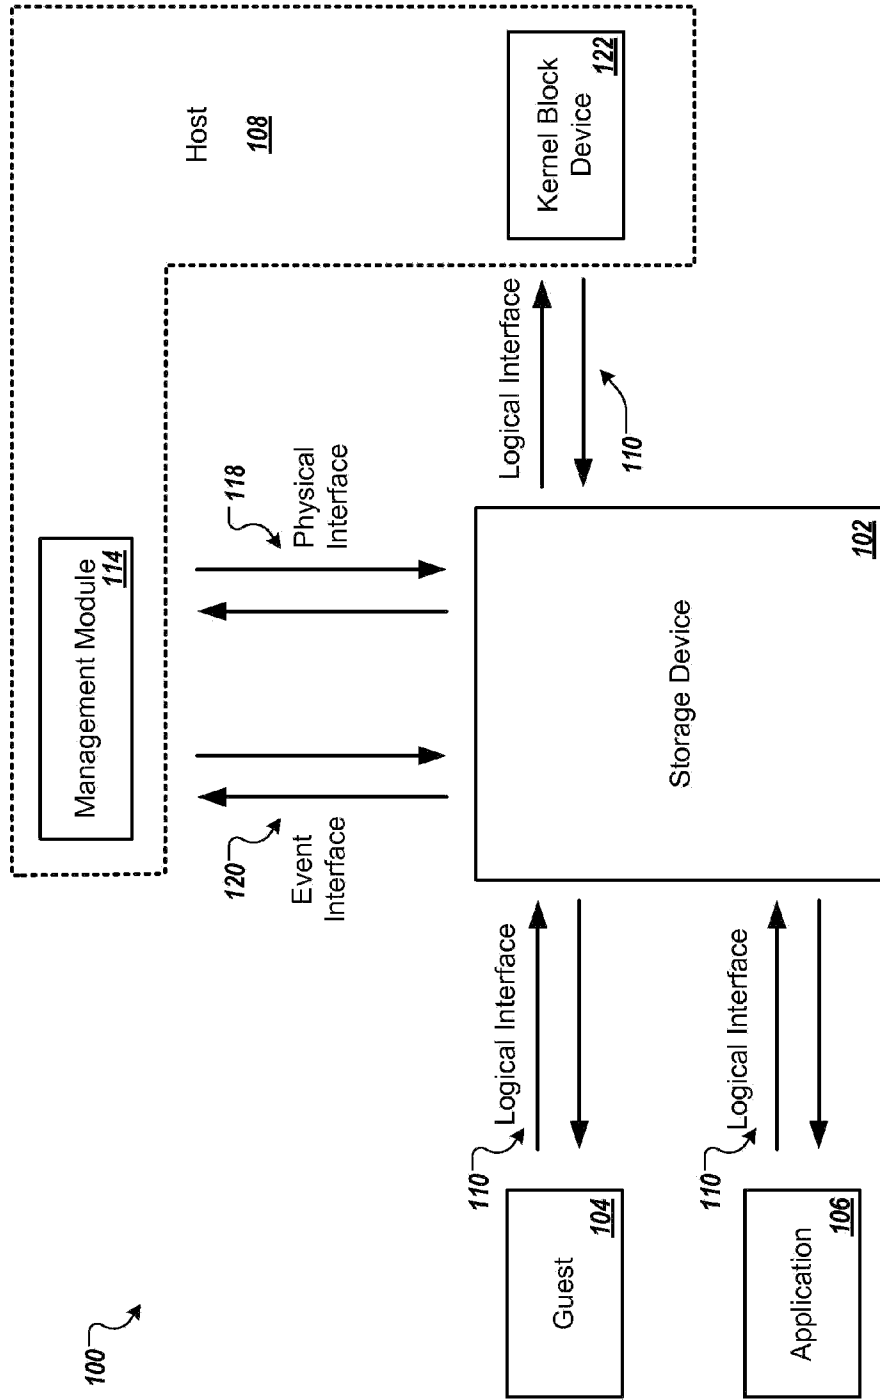 100
Management Module
114
Host
108
120
Event
Interface
118
Physical
Interface
110
Logical Interface
Logical Interface
Guest
104
Kernel Block
Device
122
110
Storage Device
102
110
Logical Interface
Application
106